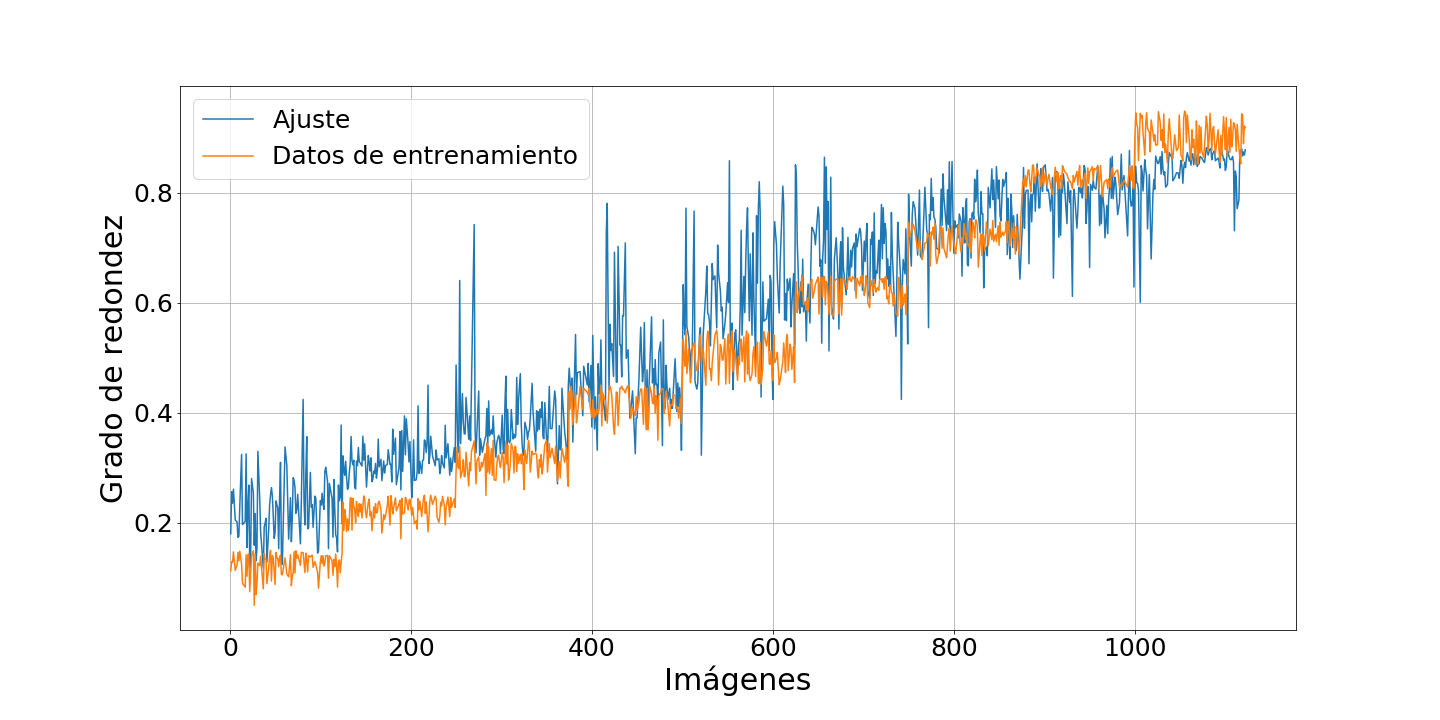 Ajuste
Datos de entrenamiento
Grado de redondez
0.8
0.6
0.4
0.2
0 200 400 600 800 1000
Imágenes